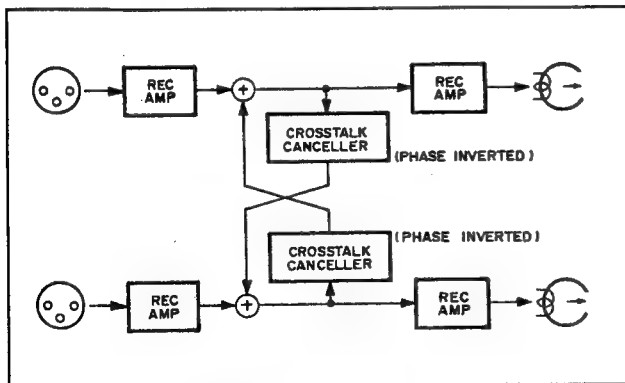 REC
AMP
REC
AMP
CROSSTALK
CANCELLER
(PHASE INVERTED)
CROSSTALK
CANCELLER
(PHASE INVERTED)
REC
AMP
REC
AMP